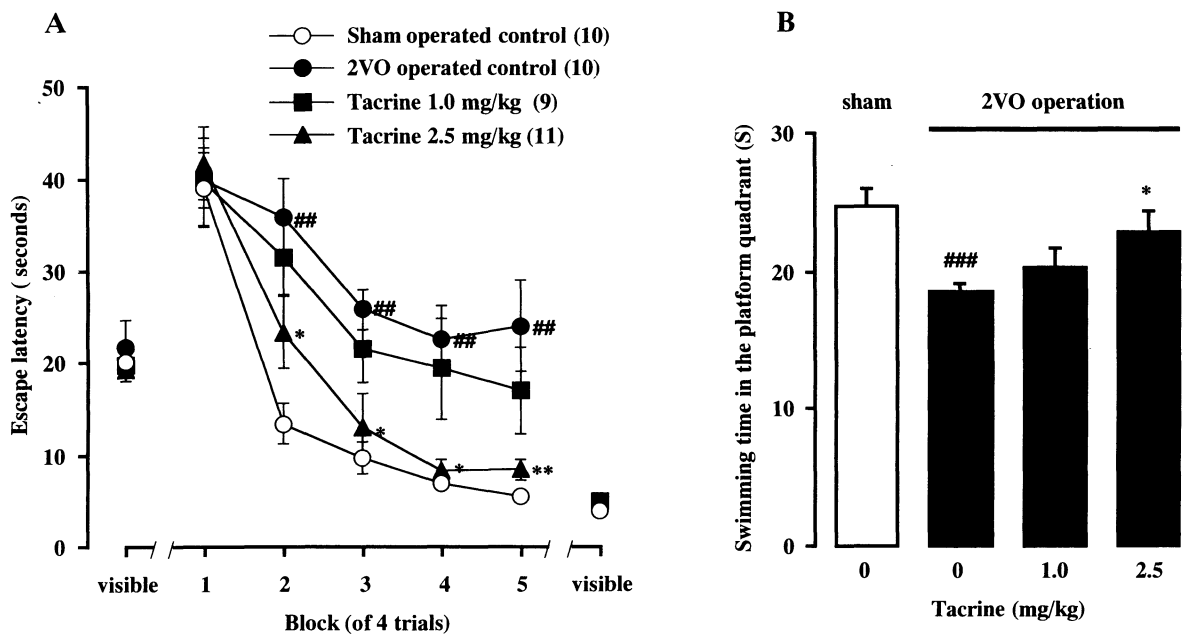 A
Sham operated control (10)
2VO operated control (10)
Tacrine 1.0 mg/kg (9)
Tacrine 2.5 mg/kg (11)
Escape latency ( seconds)
50
40
30
20
10
0
##
##
##
##
*
*
*
**
visible
1
2
3
4
5
visible
Block (of 4 trials)
B
sham
2VO operation
Swimming time in the platform quadrant (S)
30
20
10
0
###
*
0
0
1.0
2.5
Tacrine (mg/kg)